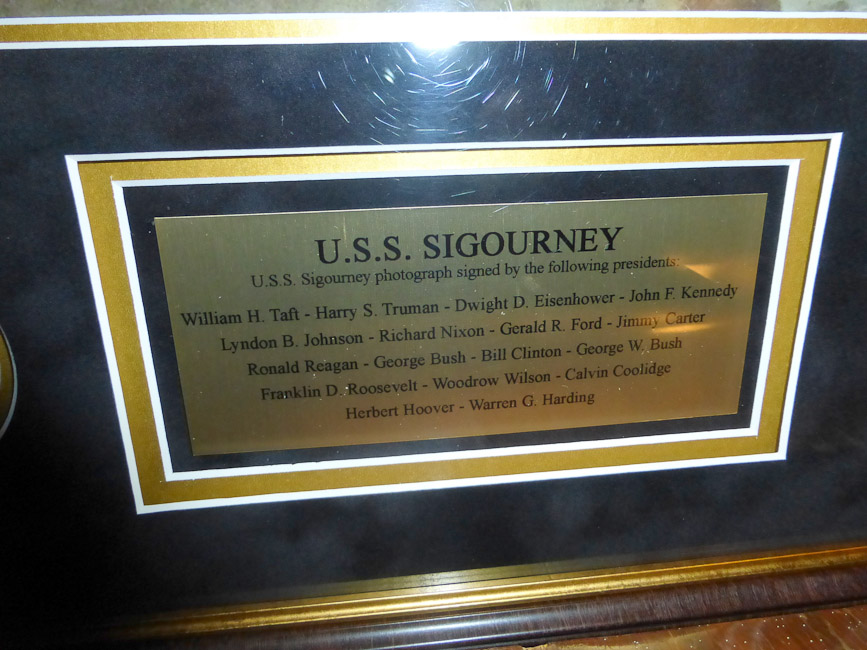 U.S.S. SIGOURNEY
U.S.S. Sigourney photograph signed by the following presidents:
William H. Taft - Harry S. Truman - Dwight D. Eisenhower - John F. Kennedy
Lyndon B. Johnson - Richard Nixon - Gerald R. Ford - Jimmy Carter
Ronald Reagan - George Bush - Bill Clinton - George W. Bush
Franklin D. Roosevelt - Woodrow Wilson - Calvin Coolidge
Herbert Hoover - Warren G. Harding